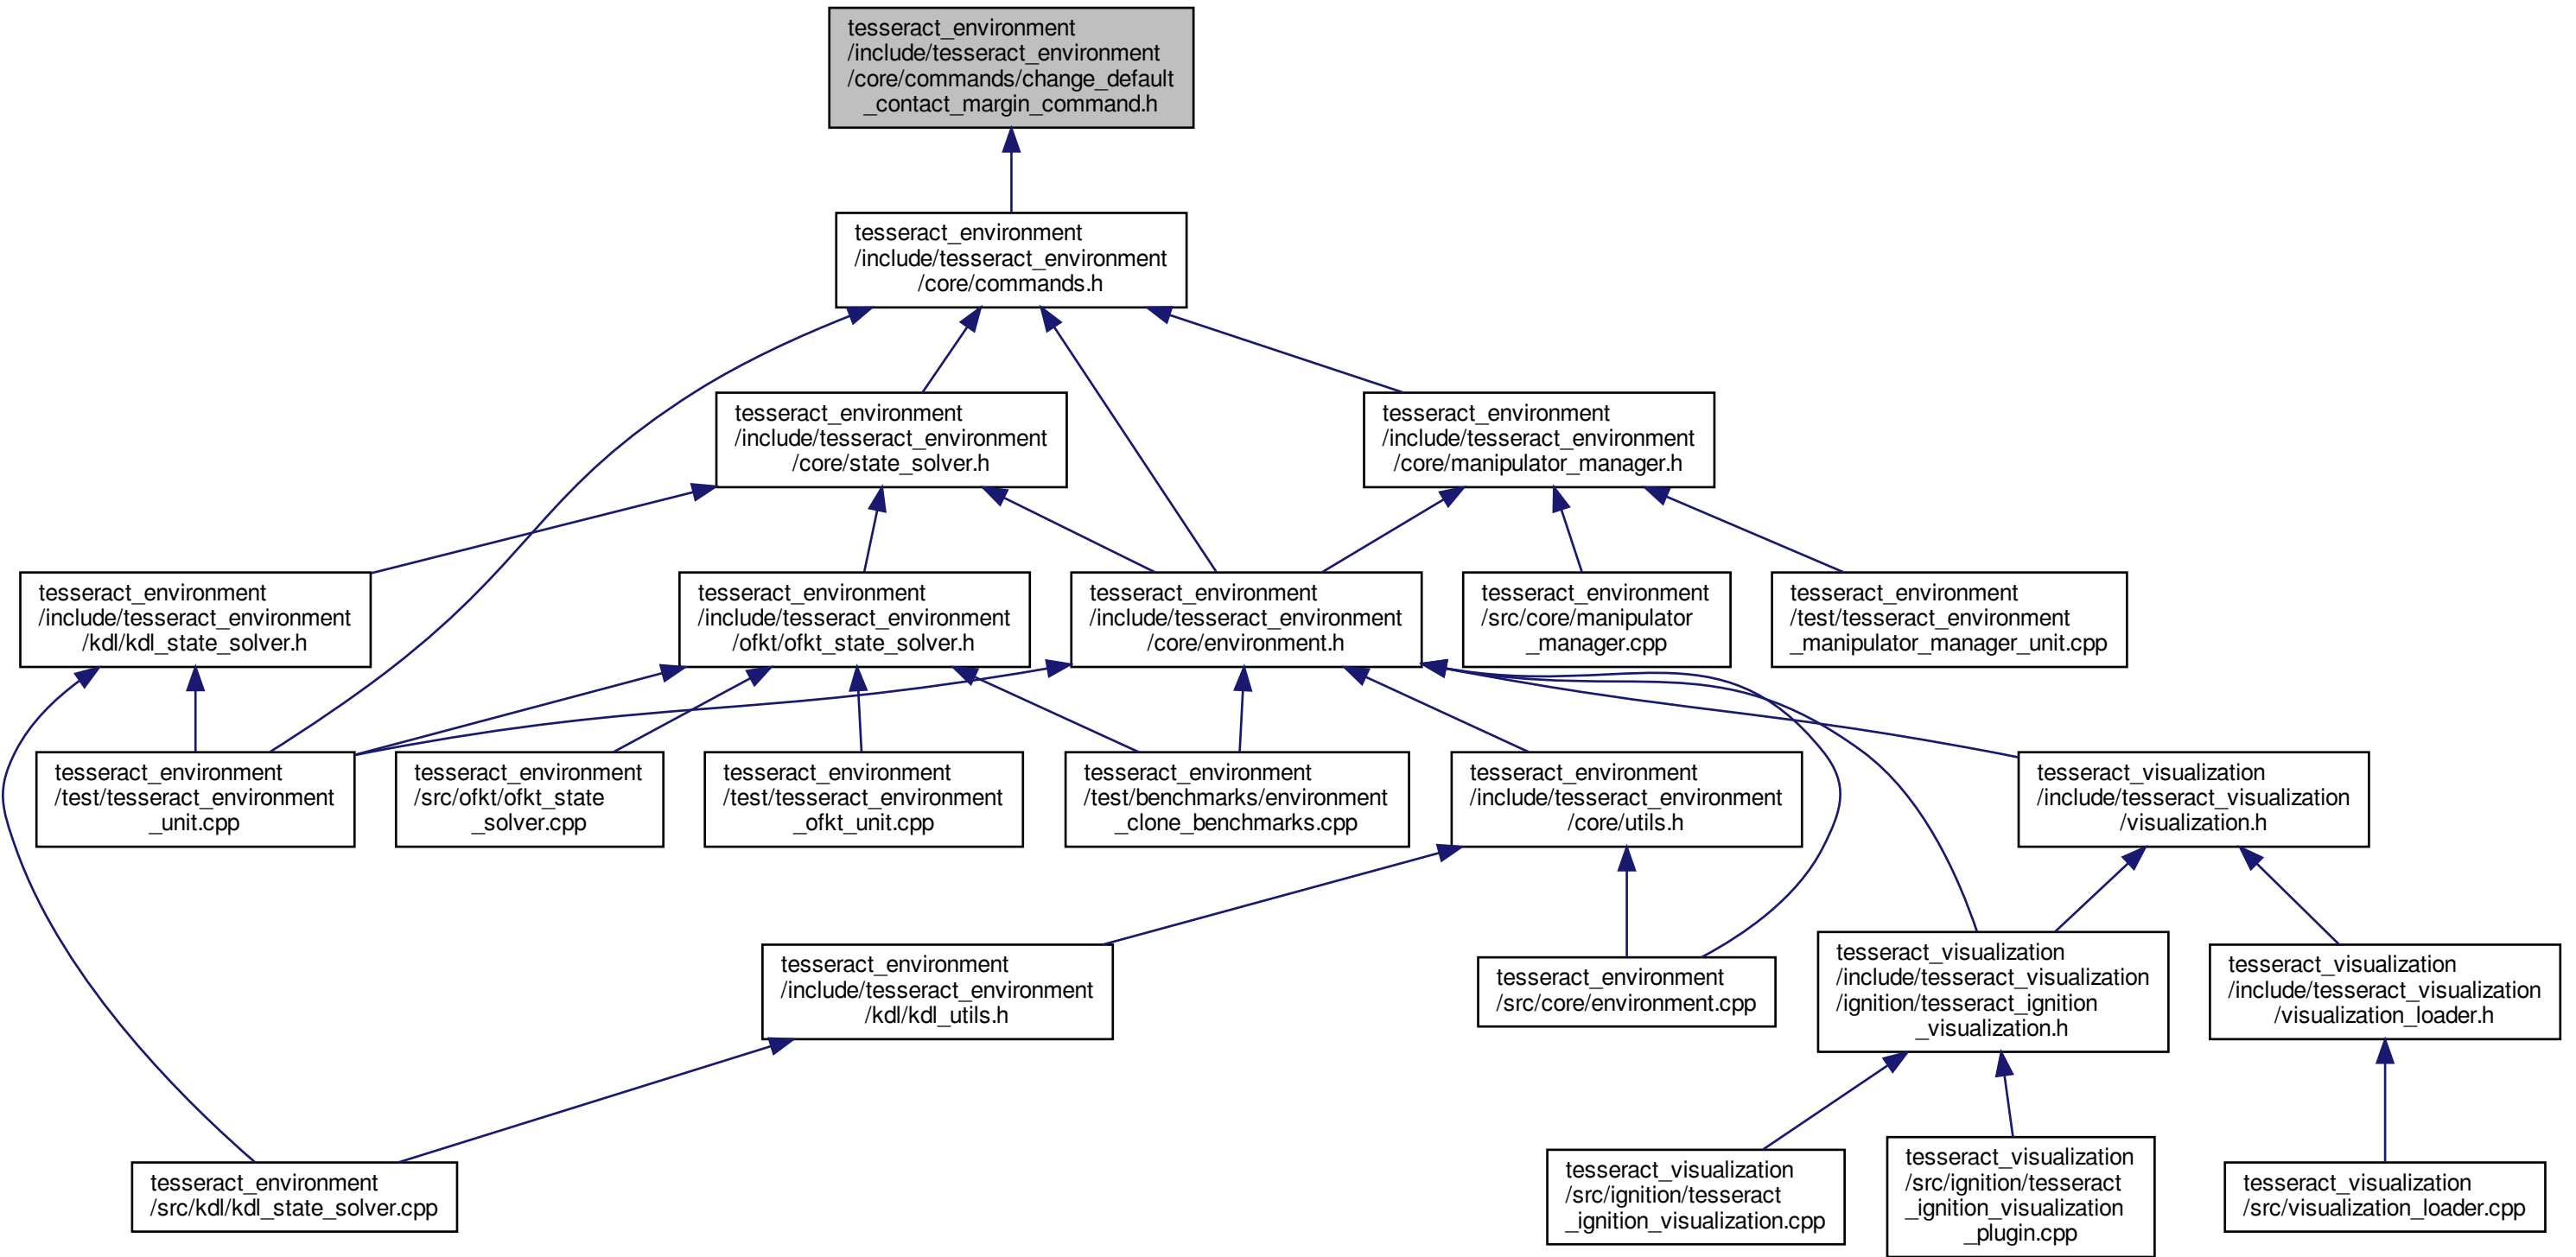 tesseract_environment
/include/tesseract_environment
/core/commands/change_default
_contact_margin_command.h
tesseract_environment
/include/tesseract_environment
/core/commands.h
tesseract_environment
/include/tesseract_environment
/core/state_solver.h
tesseract_environment
/include/tesseract_environment
/core/manipulator_manager.h
tesseract_environment
/include/tesseract_environment
/kdl/kdl_state_solver.h
tesseract_environment
/include/tesseract_environment
/ofkt/ofkt_state_solver.h
tesseract_environment
/include/tesseract_environment
/core/environment.h
tesseract_environment
/src/core/manipulator
_manager.cpp
tesseract_environment
/test/tesseract_environment
_manipulator_manager_unit.cpp
tesseract_environment
/test/tesseract_environment
_unit.cpp
tesseract_environment
/src/ofkt/ofkt_state
_solver.cpp
tesseract_environment
/test/tesseract_environment
_ofkt_unit.cpp
tesseract_environment
/test/benchmarks/environment
_clone_benchmarks.cpp
tesseract_environment
/include/tesseract_environment
/core/utils.h
tesseract_visualization
/include/tesseract_visualization
/visualization.h
tesseract_environment
/include/tesseract_environment
/kdl/kdl_utils.h
tesseract_environment
/src/core/environment.cpp
tesseract_visualization
/include/tesseract_visualization
/ignition/tesseract_ignition
_visualization.h
tesseract_visualization
/include/tesseract_visualization
/visualization_loader.h
tesseract_environment
/src/kdl/kdl_state_solver.cpp
tesseract_visualization
/src/ignition/tesseract
_ignition_visualization.cpp
tesseract_visualization
/src/ignition/tesseract
_ignition_visualization
_plugin.cpp
tesseract_visualization
/src/visualization_loader.cpp